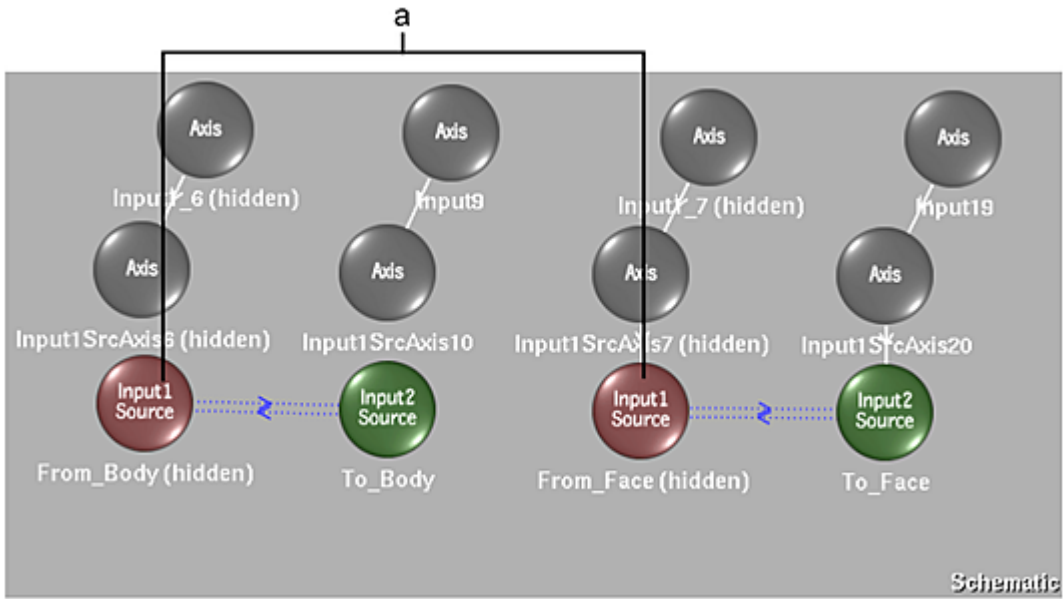 a
Axis
Axis
Axis
Axis
Input1_6 (hidden)
Input9
Input1_7 (hidden)
Input19
Axis
Axis
Axis
Axis
Input1SrcAxis6 (hidden)
Input1SrcAxis10
Input1SrcAxis7 (hidden)
Input1SrcAxis20
Input1
Source
Input2
Source
Input1
Source
Input2
Source
From_Body (hidden)
To_Body
From_Face (hidden)
To_Face
Schematic